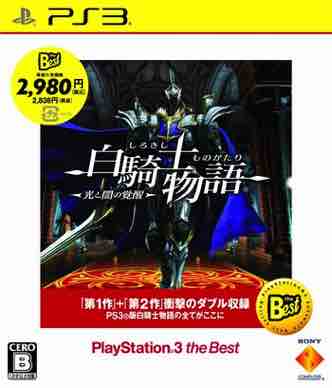 PS3
the Best
希望小売価格
2,980円(税込)
2,838円(税抜)
しろきし ものがたり
白騎士物語
光と闇の覚醒
「第1作」+「第2作」衝撃のダブル収録
PS3®版白騎士物語の全てがここに
the Best
CERO
B
PlayStation®3 the Best
SONY
COMPUTER